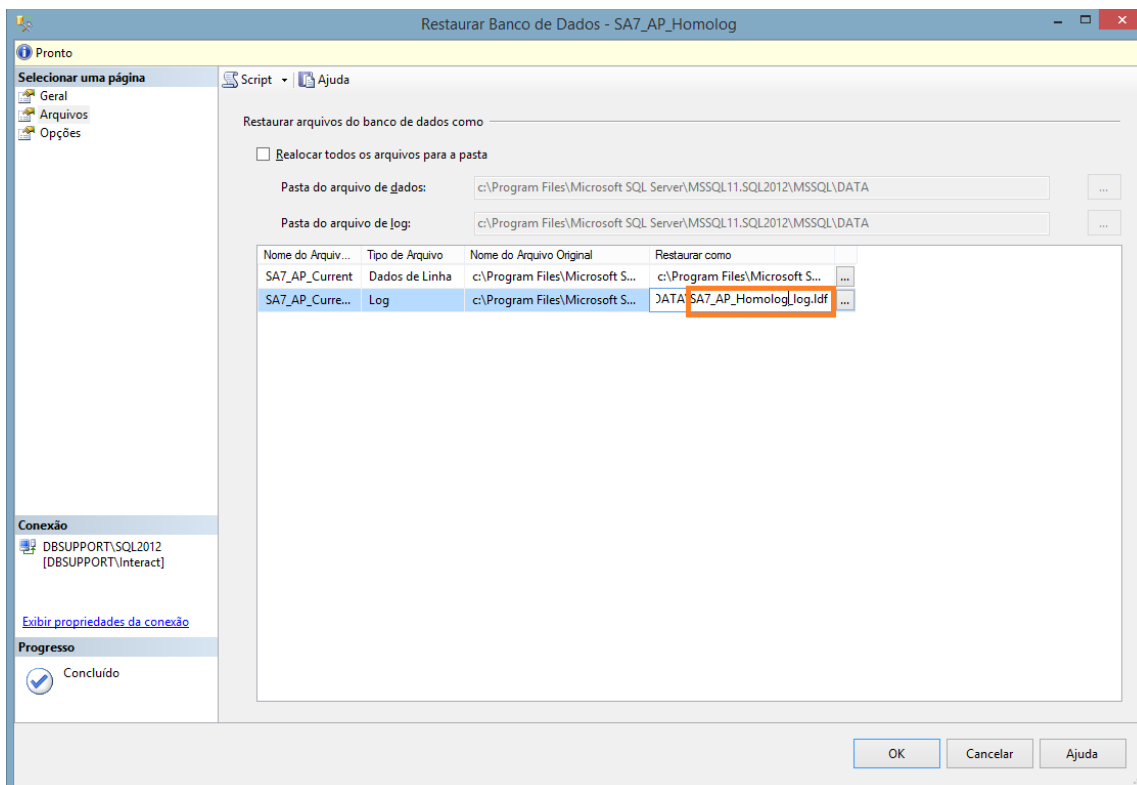 Restaurar Banco de Dados - SA7_AP_Homolog
Pronto
Selecionar uma página
Geral
Arquivos
Opções
Script
Ajuda
Restaurar arquivos do banco de dados como
Realocar todos os arquivos para a pasta
Pasta do arquivo de dados: c:\Program Files\Microsoft SQL Server\MSSQL11.SQL2012\MSSQL\DATA ...
Pasta do arquivo de log: c:\Program Files\Microsoft SQL Server\MSSQL11.SQL2012\MSSQL\DATA ...
Nome do Arquiv... Tipo de Arquivo Nome do Arquivo Original Restaurar como
SA7_AP_Current Dados de Linha c:\Program Files\Microsoft S... c:\Program Files\Microsoft S... ...
SA7_AP_Curre... Log c:\Program Files\Microsoft S... DATA\SA7_AP_Homolog_log.ldf ...
Conexão
DBSUPPORT\SQL2012
[DBSUPPORT\Interact]
Exibir propriedades da conexão
Progresso
Concluído
OK Cancelar Ajuda